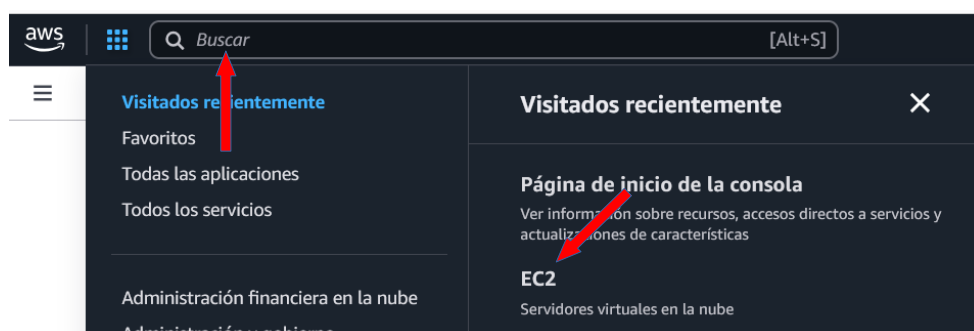 aws
Buscar
[Alt+S]
Visitados recientemente
Favoritos
Todas las aplicaciones
Todos los servicios
Administración financiera en la nube
Administración y gobierno
Visitados recientemente
Página de inicio de la consola
Ver información sobre recursos, accesos directos a servicios y
actualizaciones de características
EC2
Servidores virtuales en la nube